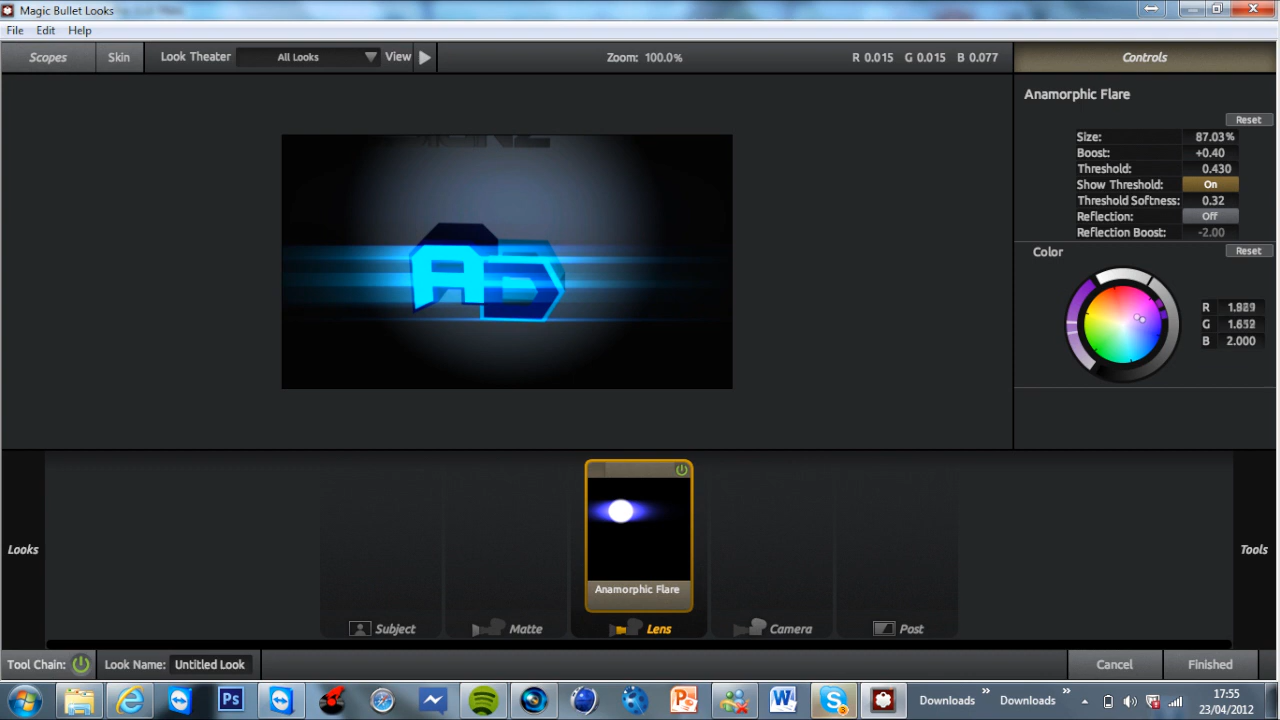 Magic Bullet Looks
File Edit Help
Scopes Skin Look Theater All Looks View Zoom: 100.0% R 0.015 G 0.015 B 0.077 Controls
Anamorphic Flare
Reset
Size: 87.03%
Boost: +0.40
Threshold: 0.430
Show Threshold: On
Threshold Softness: 0.32
Reflection: Off
Reflection Boost: -2.00
Color Reset
R
G
B 2.000
Looks
Tools
Anamorphic Flare
Subject Matte Lens Camera Post
Tool Chain: Look Name: Untitled Look Cancel Finished
Ps
Downloads » Downloads » 17:55
23/04/2012